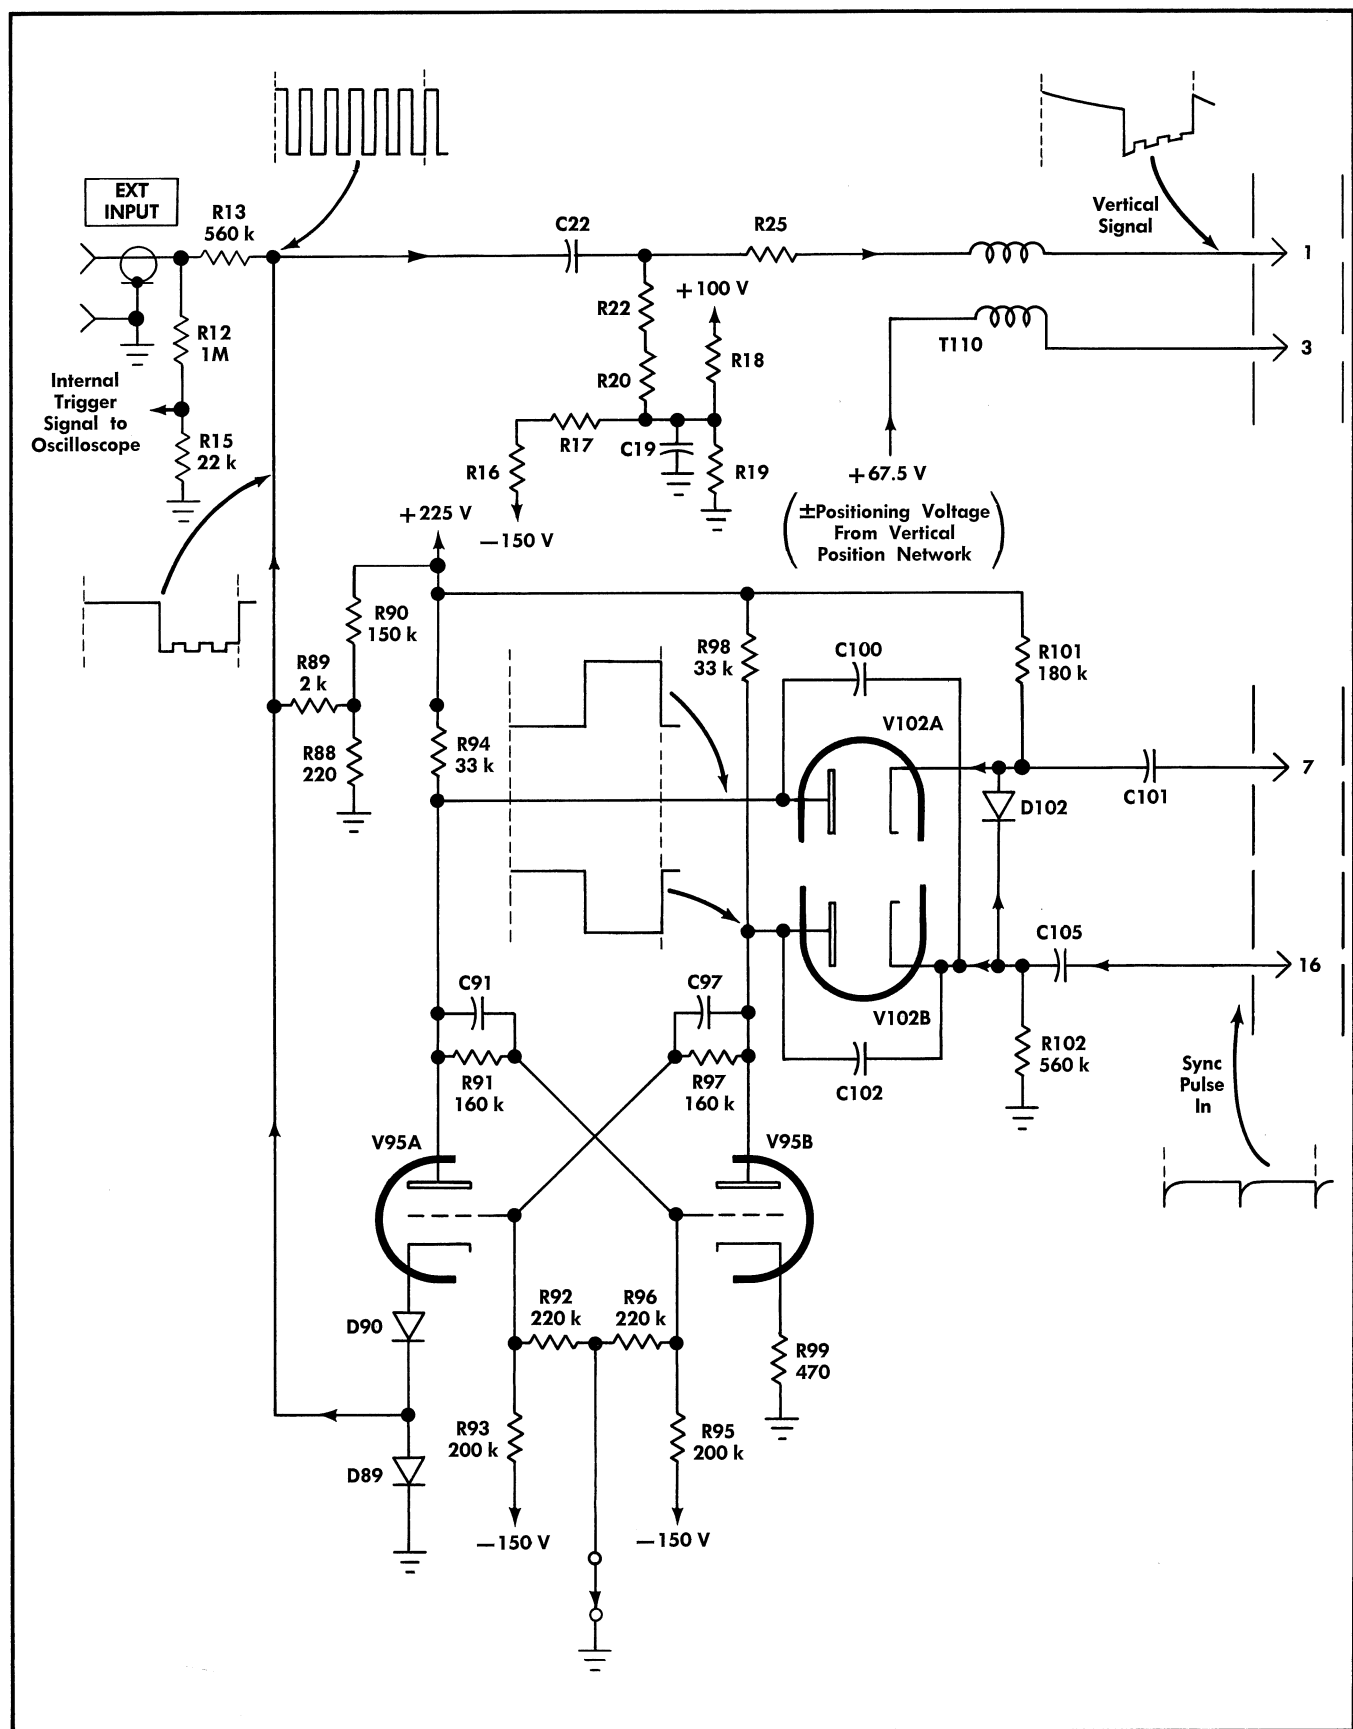 EXT
INPUT
R13
560 k
C22
R25
Vertical
Signal
1
+100 V
R22
R12
1M
R18
T110
3
R20
Internal
Trigger
Signal to
Oscilloscope
R15
22 k
R17
C19
R16
R19
+67.5 V
+225 V
—150 V
±Positioning Voltage
From Vertical
Position Network
R90
150 k
R98
33 k
C100
R101
180 k
R89
2 k
V102A
R94
33 k
R88
220
7
C101
D102
C105
16
C91
C97
V102B
R102
560 k
Sync
Pulse
In
R91
160 k
R97
160 k
C102
V95A
V95B
R92
220 k
R96
220 k
D90
R99
470
R93
200 k
R95
200 k
D89
—150 V
—150 V